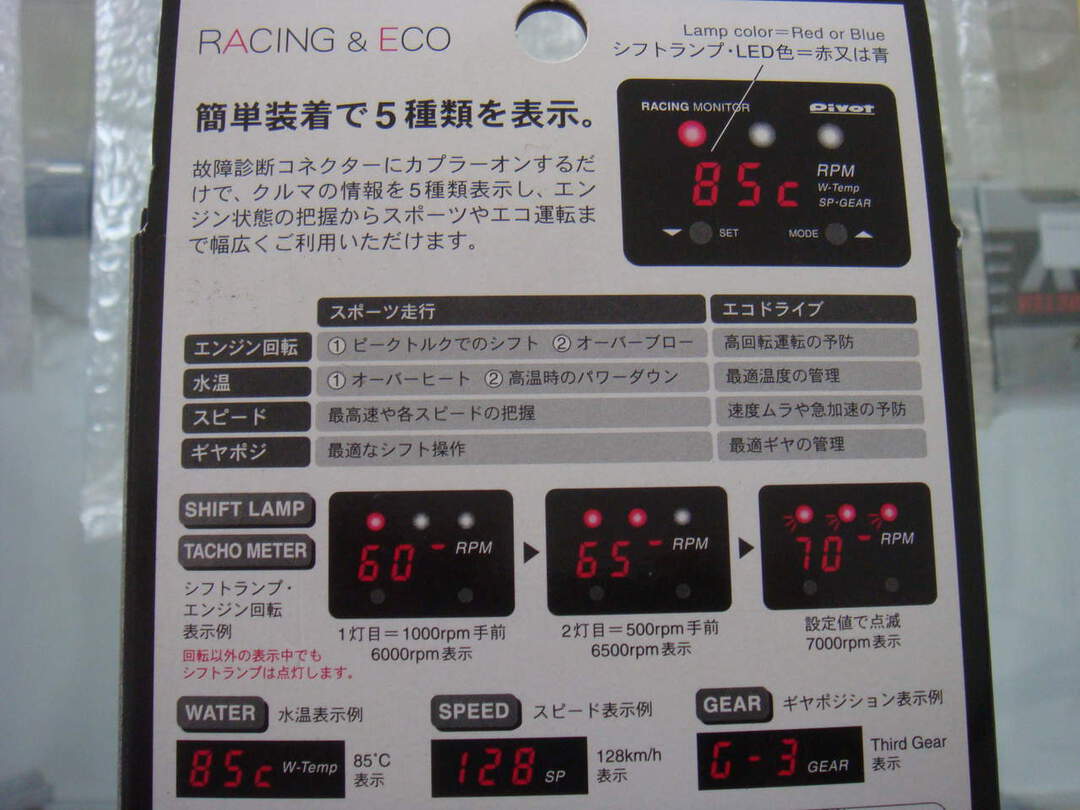 RACING & ECO
Lamp color=Red or Blue
シフトランプ・LED色=赤又は青
簡単装着で5種類を表示。
故障診断コネクターにカプラーオンするだ
けで、クルマの情報を5種類表示し、エン
ジン状態の把握からスポーツやエコ運転ま
で幅広くご利用いただけます。
RACING MONITOR PIVOT
85c RPM
W-Temp
SP・GEAR
SET MODE
スポーツ走行 エコドライブ
エンジン回転 ①ピークトルクでのシフト ②オーバーブロー 高回転運転の予防
水温 ①オーバーヒート ②高温時のパワーダウン 最適温度の管理
スピード 最高速や各スピードの把握 速度ムラや急加速の予防
ギヤポジ 最適なシフト操作 最適ギヤの管理
SHIFT LAMP
TACHO METER
シフトランプ・
エンジン回転
表示例
回転以外の表示中でも
シフトランプは点灯します。
60- RPM
1灯目=1000rpm手前
6000rpm表示
65- RPM
2灯目=500rpm手前
6500rpm表示
70- RPM
設定値で点滅
7000rpm表示
WATER 水温表示例
85c W-Temp
85℃
表示
SPEED スピード表示例
128 SP
128km/h
表示
GEAR ギヤポジション表示例
G-3 GEAR
Third Gear
表示